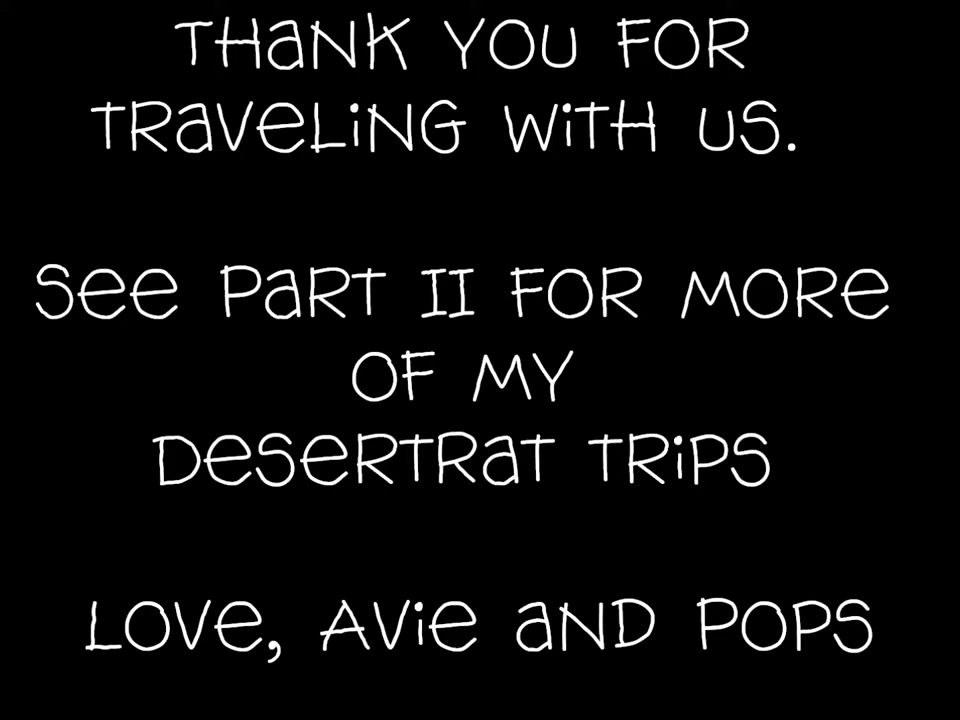 THaNK YOU FOR
TRaVeLiNG WiTH US.
See PaRT II FOR MORe
OF MY
DeSeRTRaT TRiPS
LOVe, AVie aND POPS